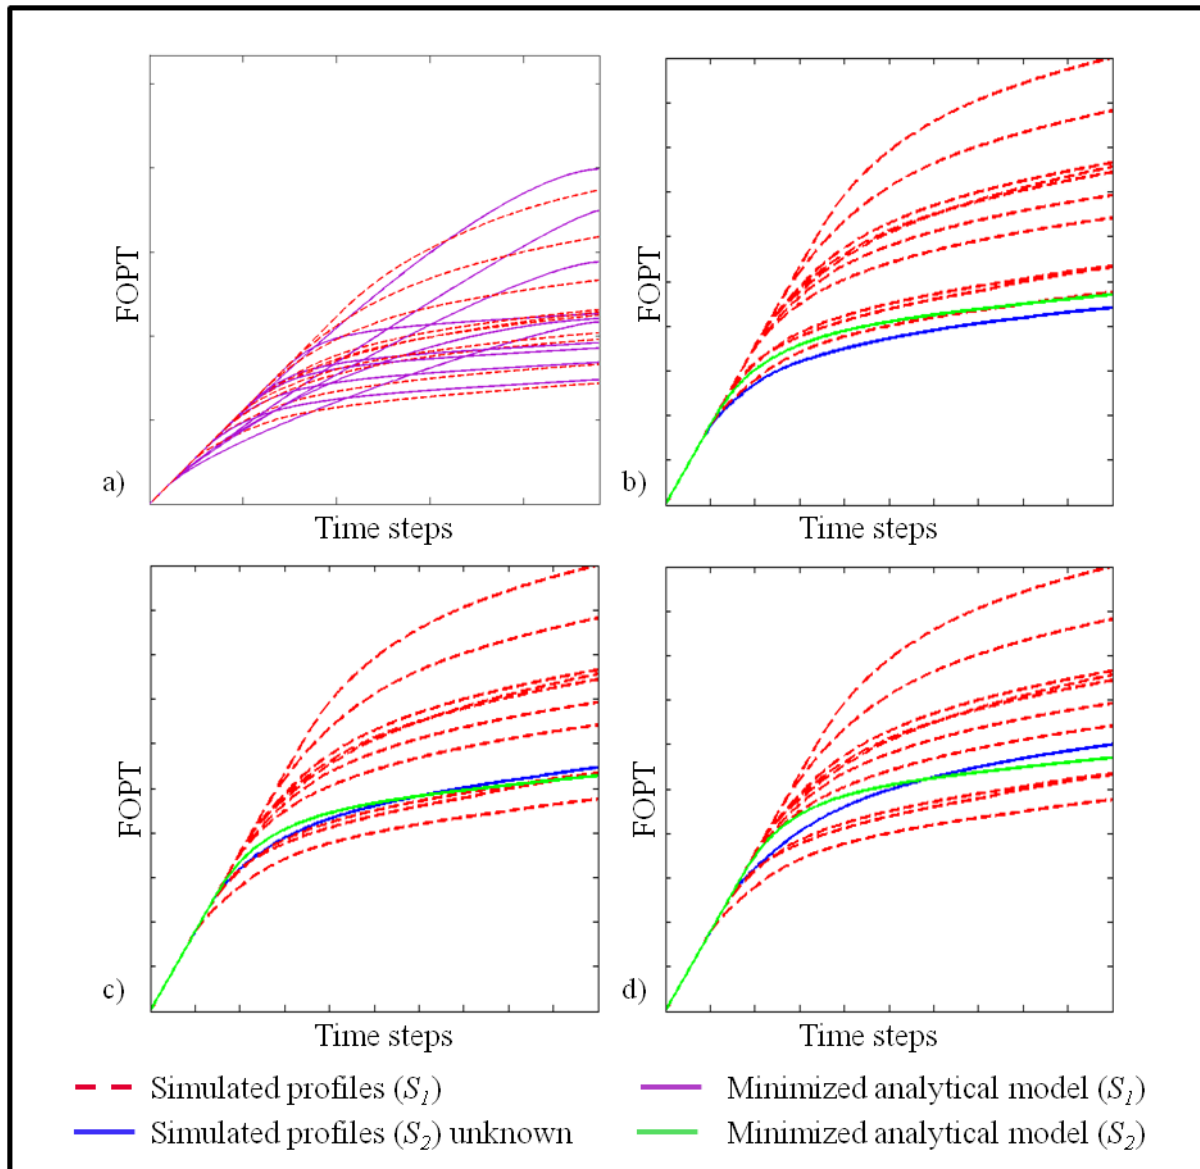 FOPT
a)
Time steps
FOPT
b)
Time steps
FOPT
c)
Time steps
FOPT
d)
Time steps
Simulated profiles (S1)
Minimized analytical model (S1)
Simulated profiles (S2) unknown
Minimized analytical model (S2)